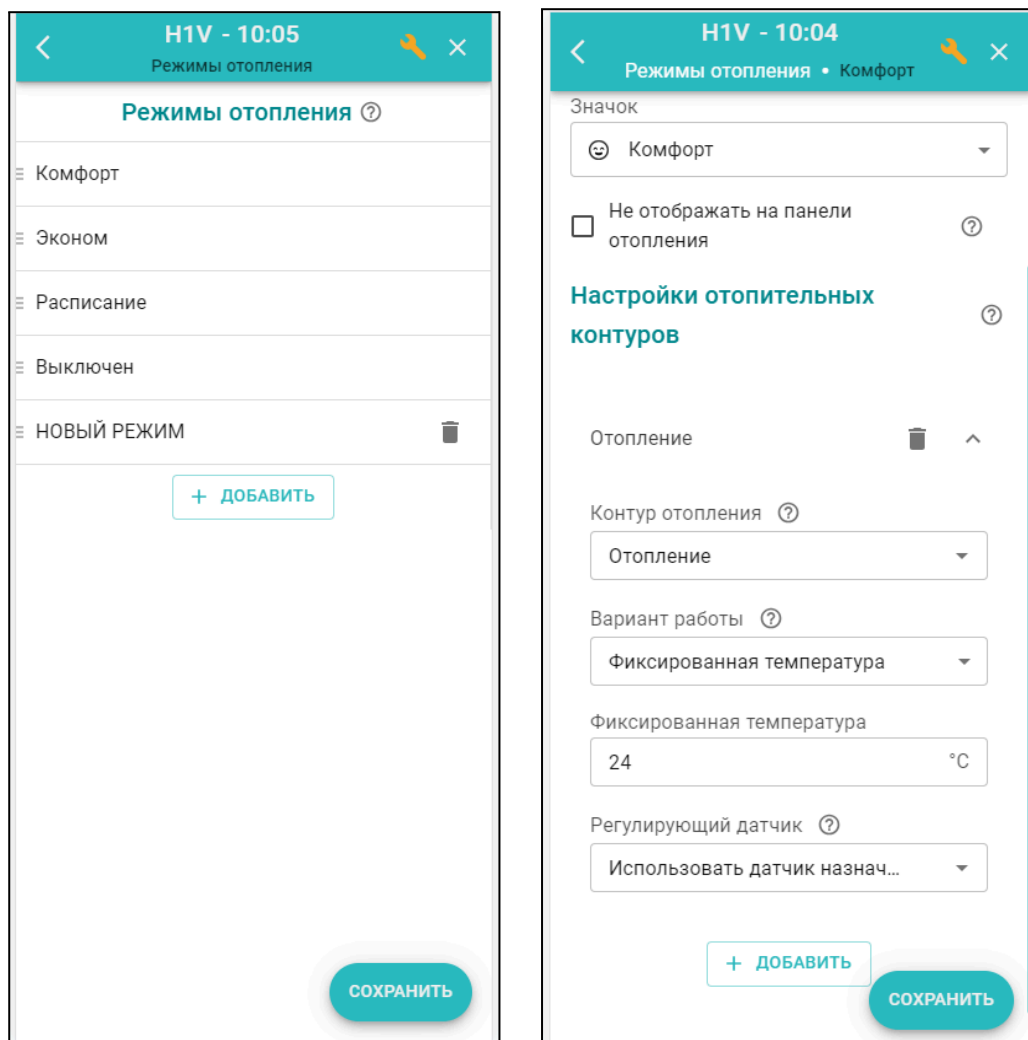 H1V - 10:05
Режимы отопления
Режимы отопления
Комфорт
Эконом
Расписание
Выключен
НОВЫЙ РЕЖИМ
+ ДОБАВИТЬ
СОХРАНИТЬ
H1V - 10:04
Режимы отопления • Комфорт
Значок
Комфорт
Не отображать на панели
отопления
Настройки отопительных
контуров
Отопление
Контур отопления
Отопление
Вариант работы
Фиксированная температура
Фиксированная температура
24 °C
Регулирующий датчик
Использовать датчик назнач...
+ ДОБАВИТЬ
СОХРАНИТЬ